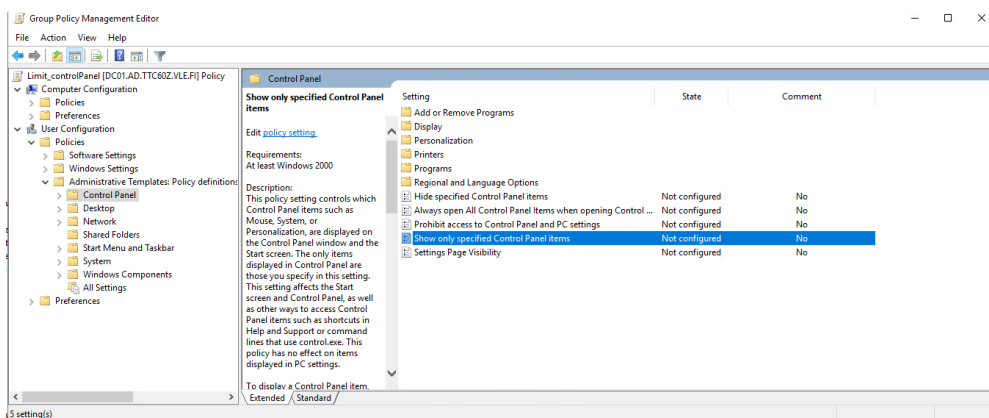 Group Policy Management Editor
File Action View Help
Limit_controlPanel [DC01.AD.TTC60Z.VLE.FI] Policy
Computer Configuration
Policies
Preferences
User Configuration
Policies
Software Settings
Windows Settings
Administrative Templates: Policy definitions
Control Panel
Desktop
Network
Shared Folders
Start Menu and Taskbar
System
Windows Components
All Settings
Preferences
Control Panel
Show only specified Control Panel
items
Edit policy setting
Requirements:
At least Windows 2000
Description:
This policy setting controls which
Control Panel items such as
Mouse, System, or
Personalization, are displayed on
the Control Panel window and the
Start screen. The only items
displayed in Control Panel are
those you specify in this setting.
This setting affects the Start
screen and Control Panel, as well
as other ways to access Control
Panel items such as shortcuts in
Help and Support or command
lines that use control.exe. This
policy has no effect on items
displayed in PC settings.
To display a Control Panel item,
Setting State Comment
Add or Remove Programs
Display
Personalization
Printers
Programs
Regional and Language Options
Hide specified Control Panel items Not configured No
Always open All Control Panel Items when opening Control ... Not configured No
Prohibit access to Control Panel and PC settings Not configured No
Show only specified Control Panel items Not configured No
Settings Page Visibility Not configured No
Extended Standard
5 setting(s)